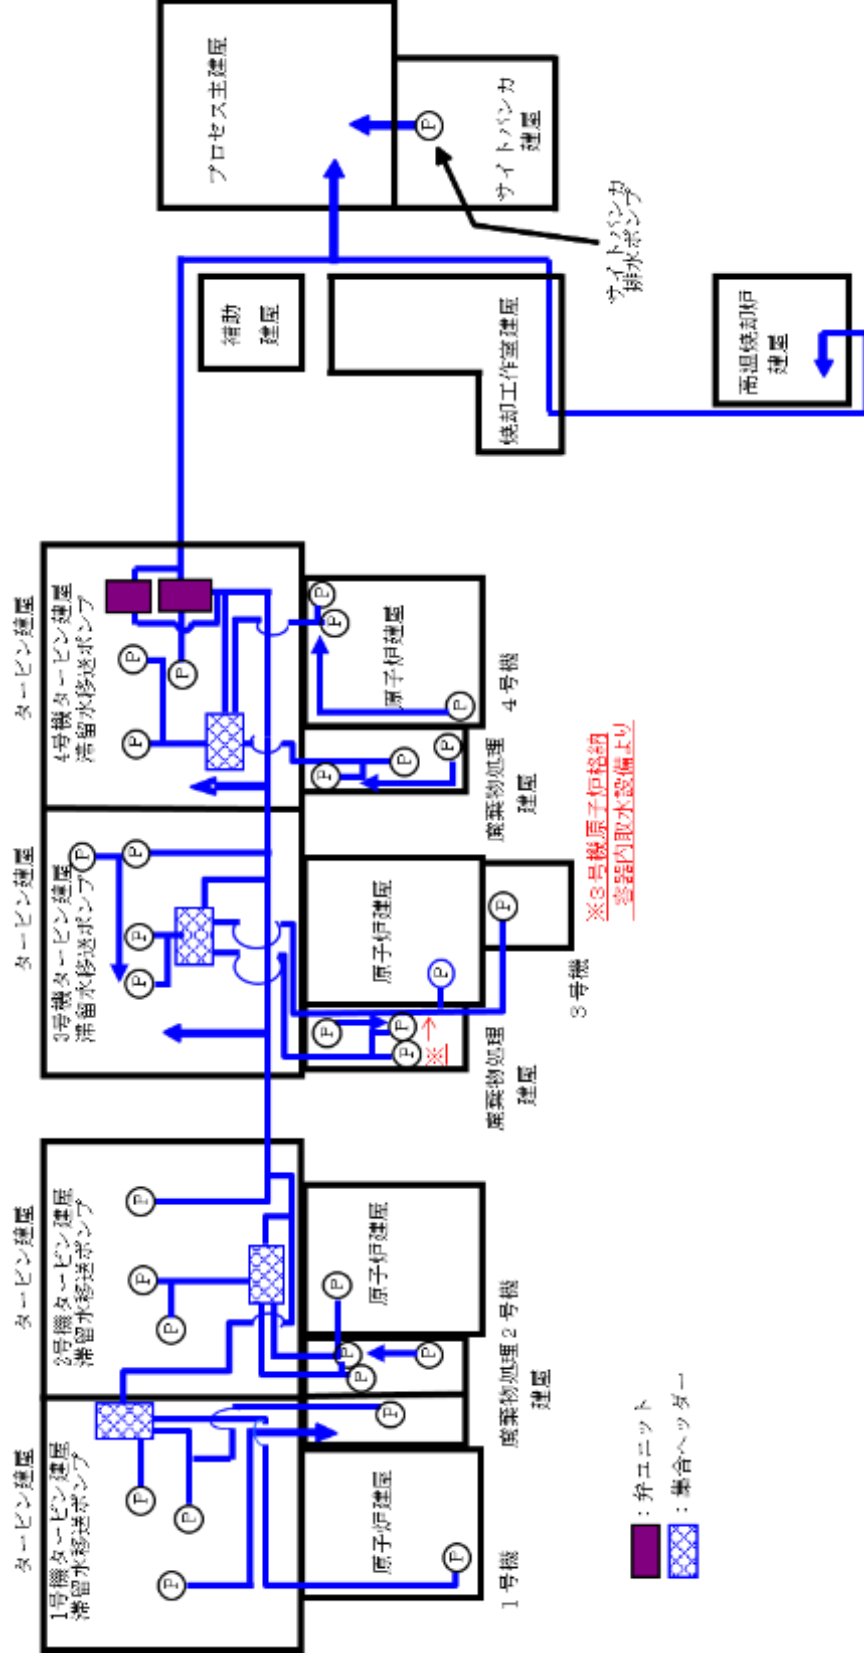 タービン建屋
1号機タービン建屋
滞留水移送ポンプ
P
P
P
P
P
原子炉建屋
1号機
タービン建屋
2号機タービン建屋
滞留水移送ポンプ
P
P
P
P
P
P
P
原子炉建屋
廃棄物処理
建屋
2号機
タービン建屋
3号機タービン建屋
滞留水移送ポンプ
P
P
P
P
P
P
P
P
P
※
原子炉建屋
廃棄物処理
建屋
3号機
※3号機原子炉格納
容器内取水設備より
タービン建屋
4号機タービン建屋
滞留水移送ポンプ
P
P
P
P
P
P
P
P
P
原子炉建屋
廃棄物処理
建屋
4号機
補助
建屋
焼却工作室建屋
高温焼却炉
建屋
プロセス主建屋
サイトバンカ
建屋
P
サイトバンカ
排水ポンプ
：弁ユニット
：集合ヘッダー